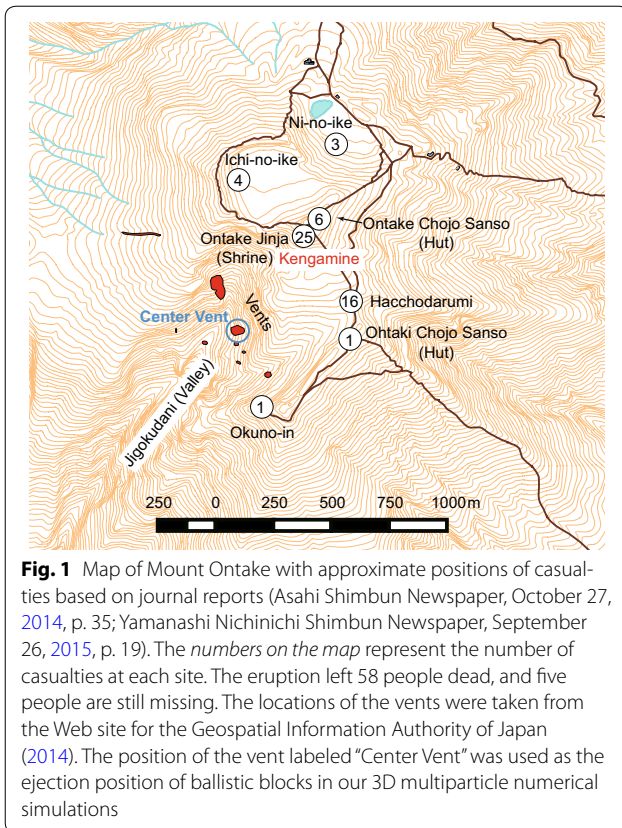 Ni-no-ike
3
Ichi-no-ike
4
6
Ontake Chojo Sanso
(Hut)
Ontake Jinja
(Shrine)
25
Kengamine
16
Hacchodarumi
Center Vent
Vents
Ohtaki Chojo Sanso
(Hut)
1
Jigokudani (Valley)
1
Okuno-in
250 0 250 500 750 1000m
Fig. 1 Map of Mount Ontake with approximate positions of casual-
ties based on journal reports (Asahi Shimbun Newspaper, October 27,
2014, p. 35; Yamanashi Nichinichi Shimbun Newspaper, September
26, 2015, p. 19). The numbers on the map represent the number of
casualties at each site. The eruption left 58 people dead, and five
people are still missing. The locations of the vents were taken from
the Web site for the Geospatial Information Authority of Japan
(2014). The position of the vent labeled “Center Vent” was used as the
ejection position of ballistic blocks in our 3D multiparticle numerical
simulations